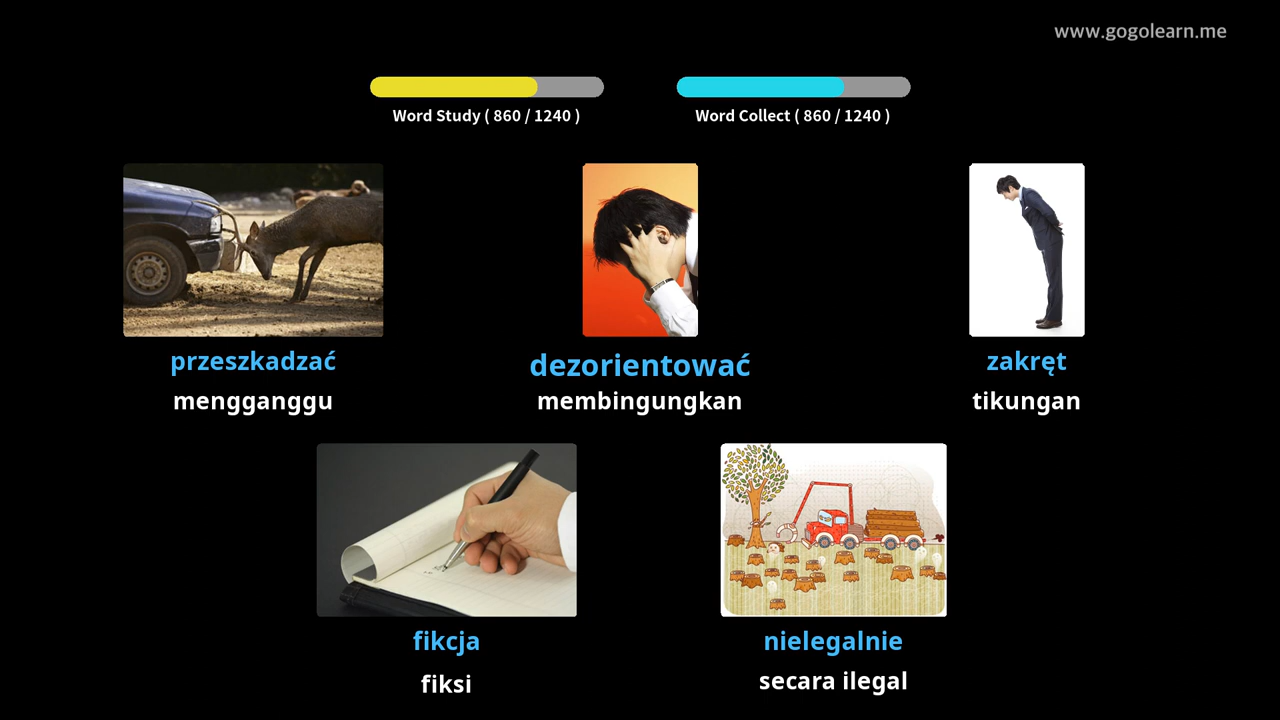 www.gogolearn.me
Word Study ( 860 / 1240 )
Word Collect ( 860 / 1240 )
przeszkadzać
mengganggu
dezorientować
membingungkan
zakręt
tikungan
fikcja
fiksi
nielegalnie
secara ilegal